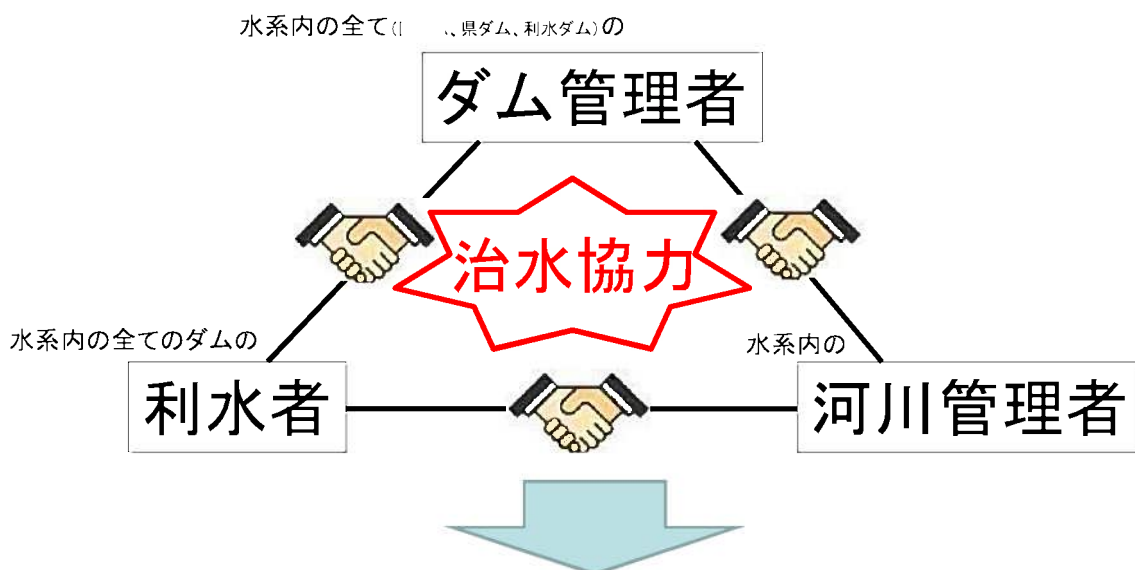 水系内の全て( 、県ダム、利水ダム)の
ダム管理者
治水協力
水系内の全てのダムの
利水者
水系内の
河川管理者